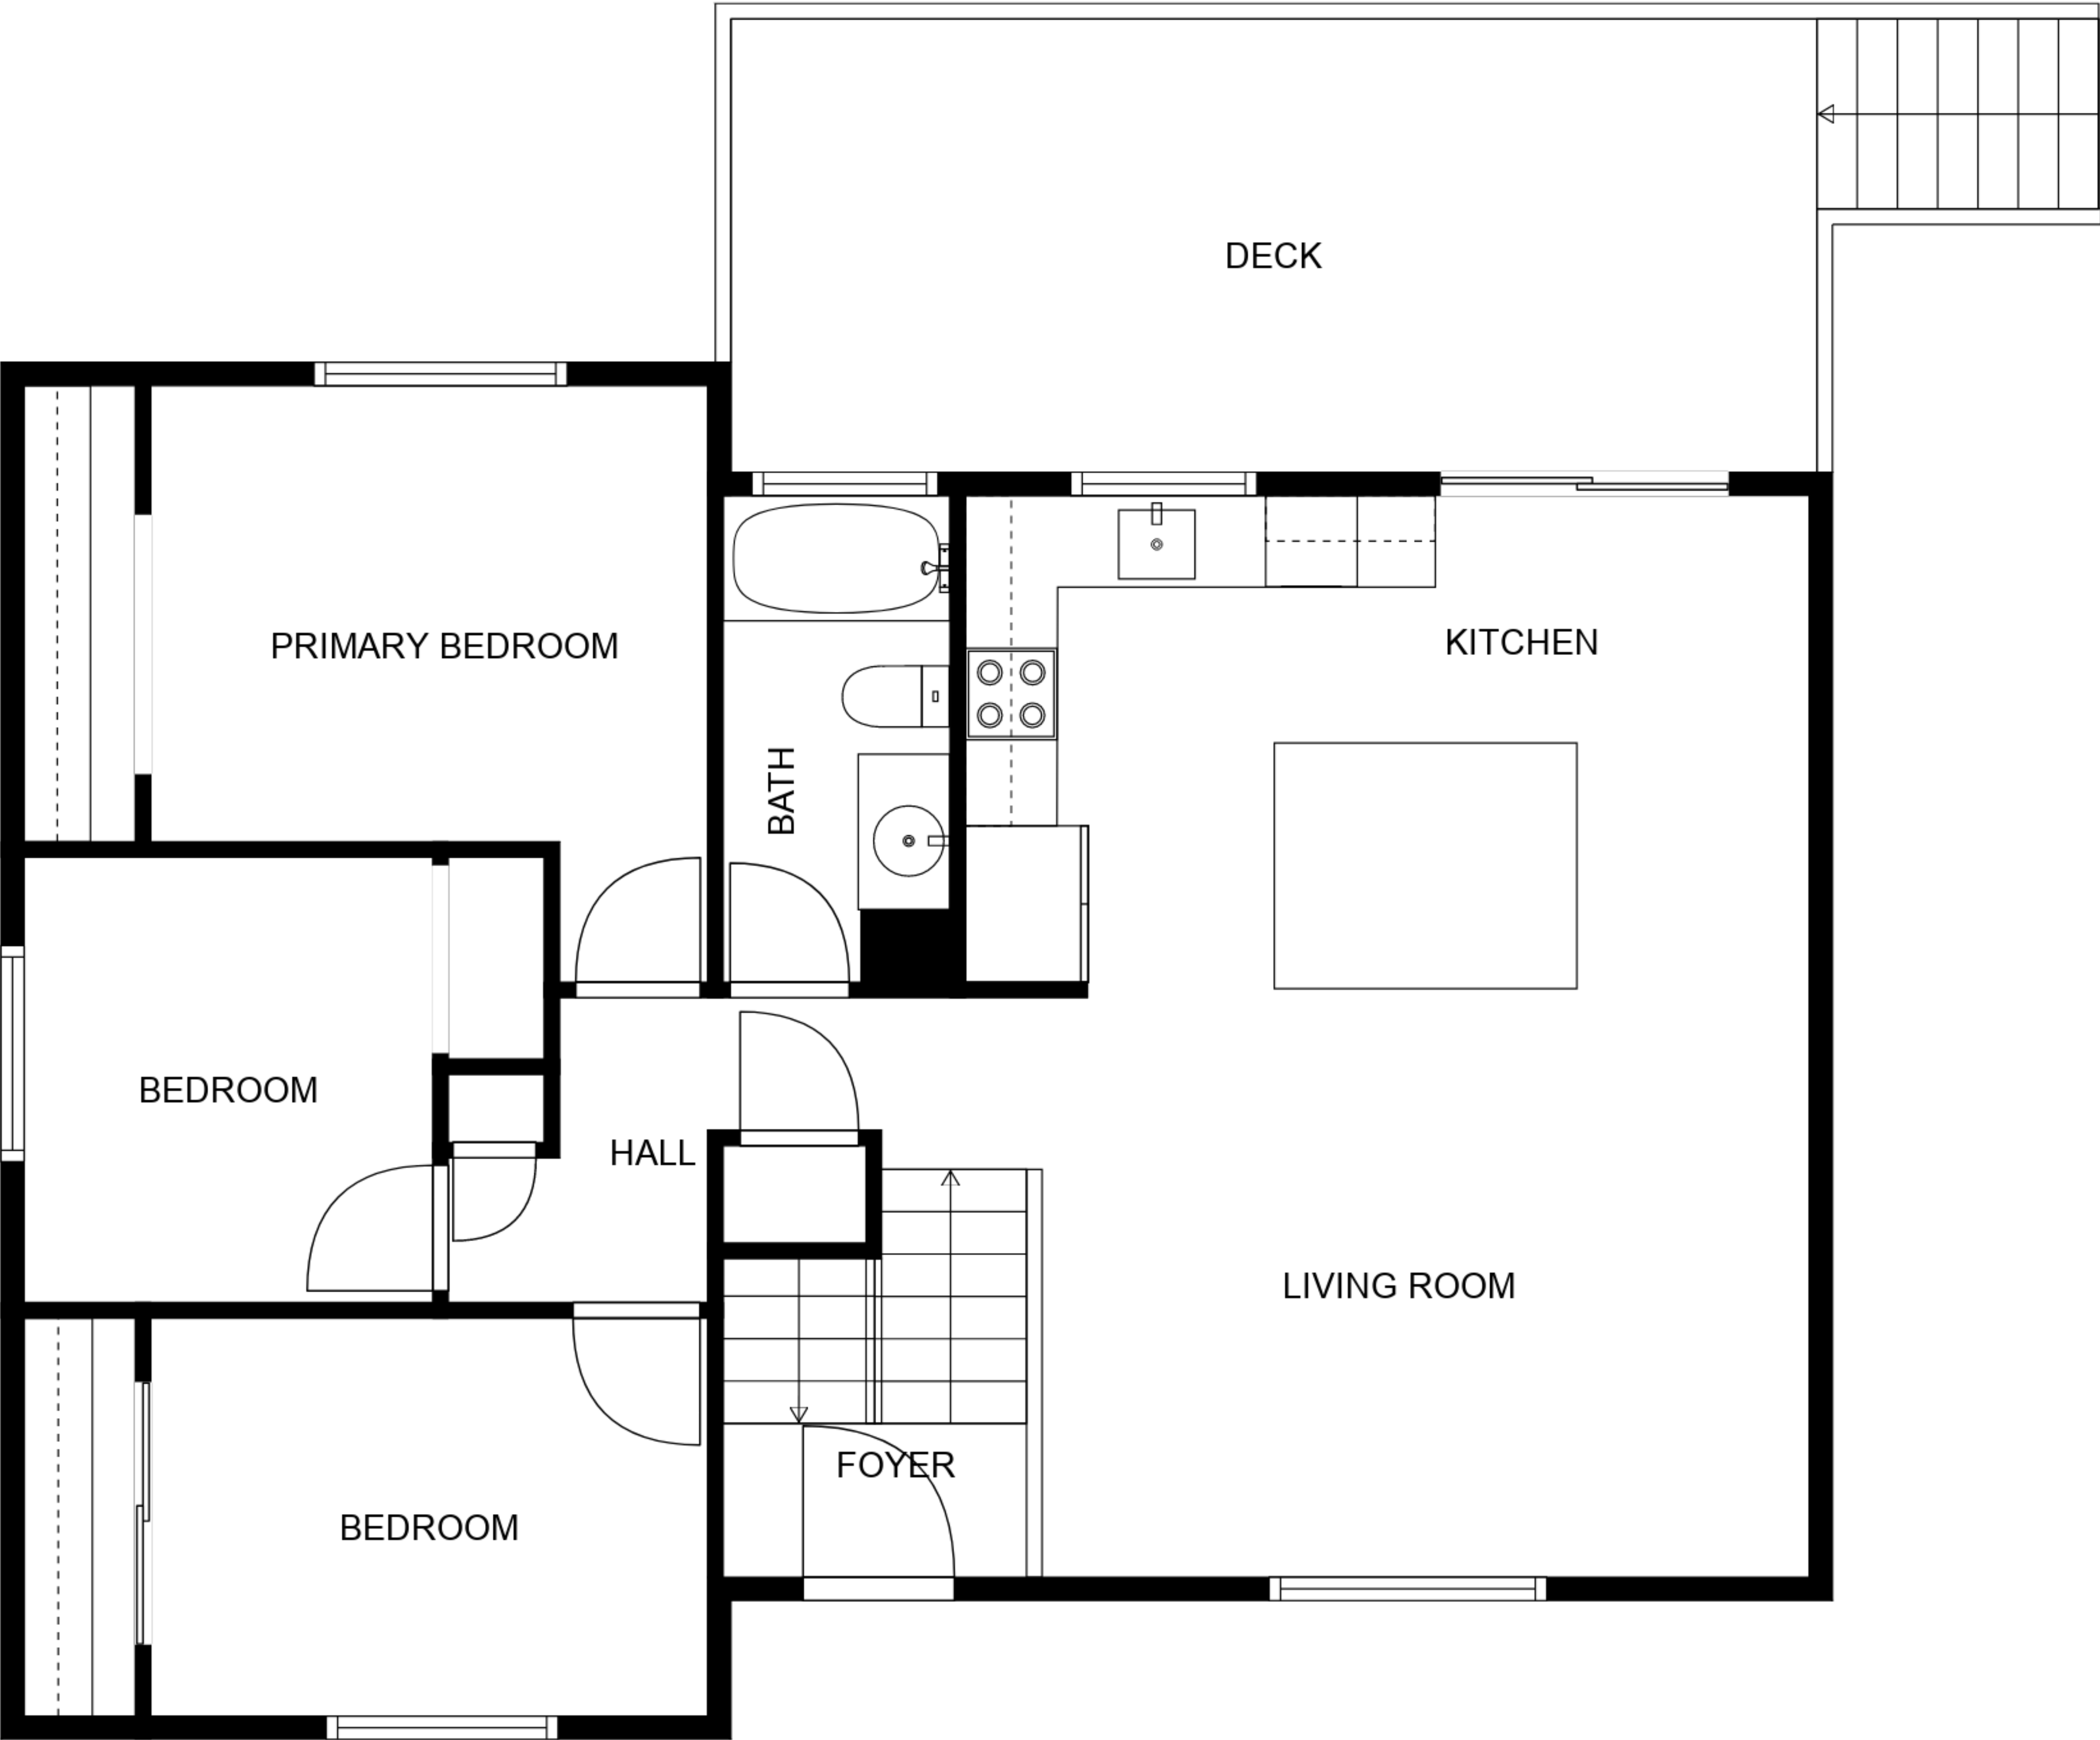 DECK
PRIMARY BEDROOM
KITCHEN
BATH
BEDROOM
HALL
LIVING ROOM
FOYER
BEDROOM